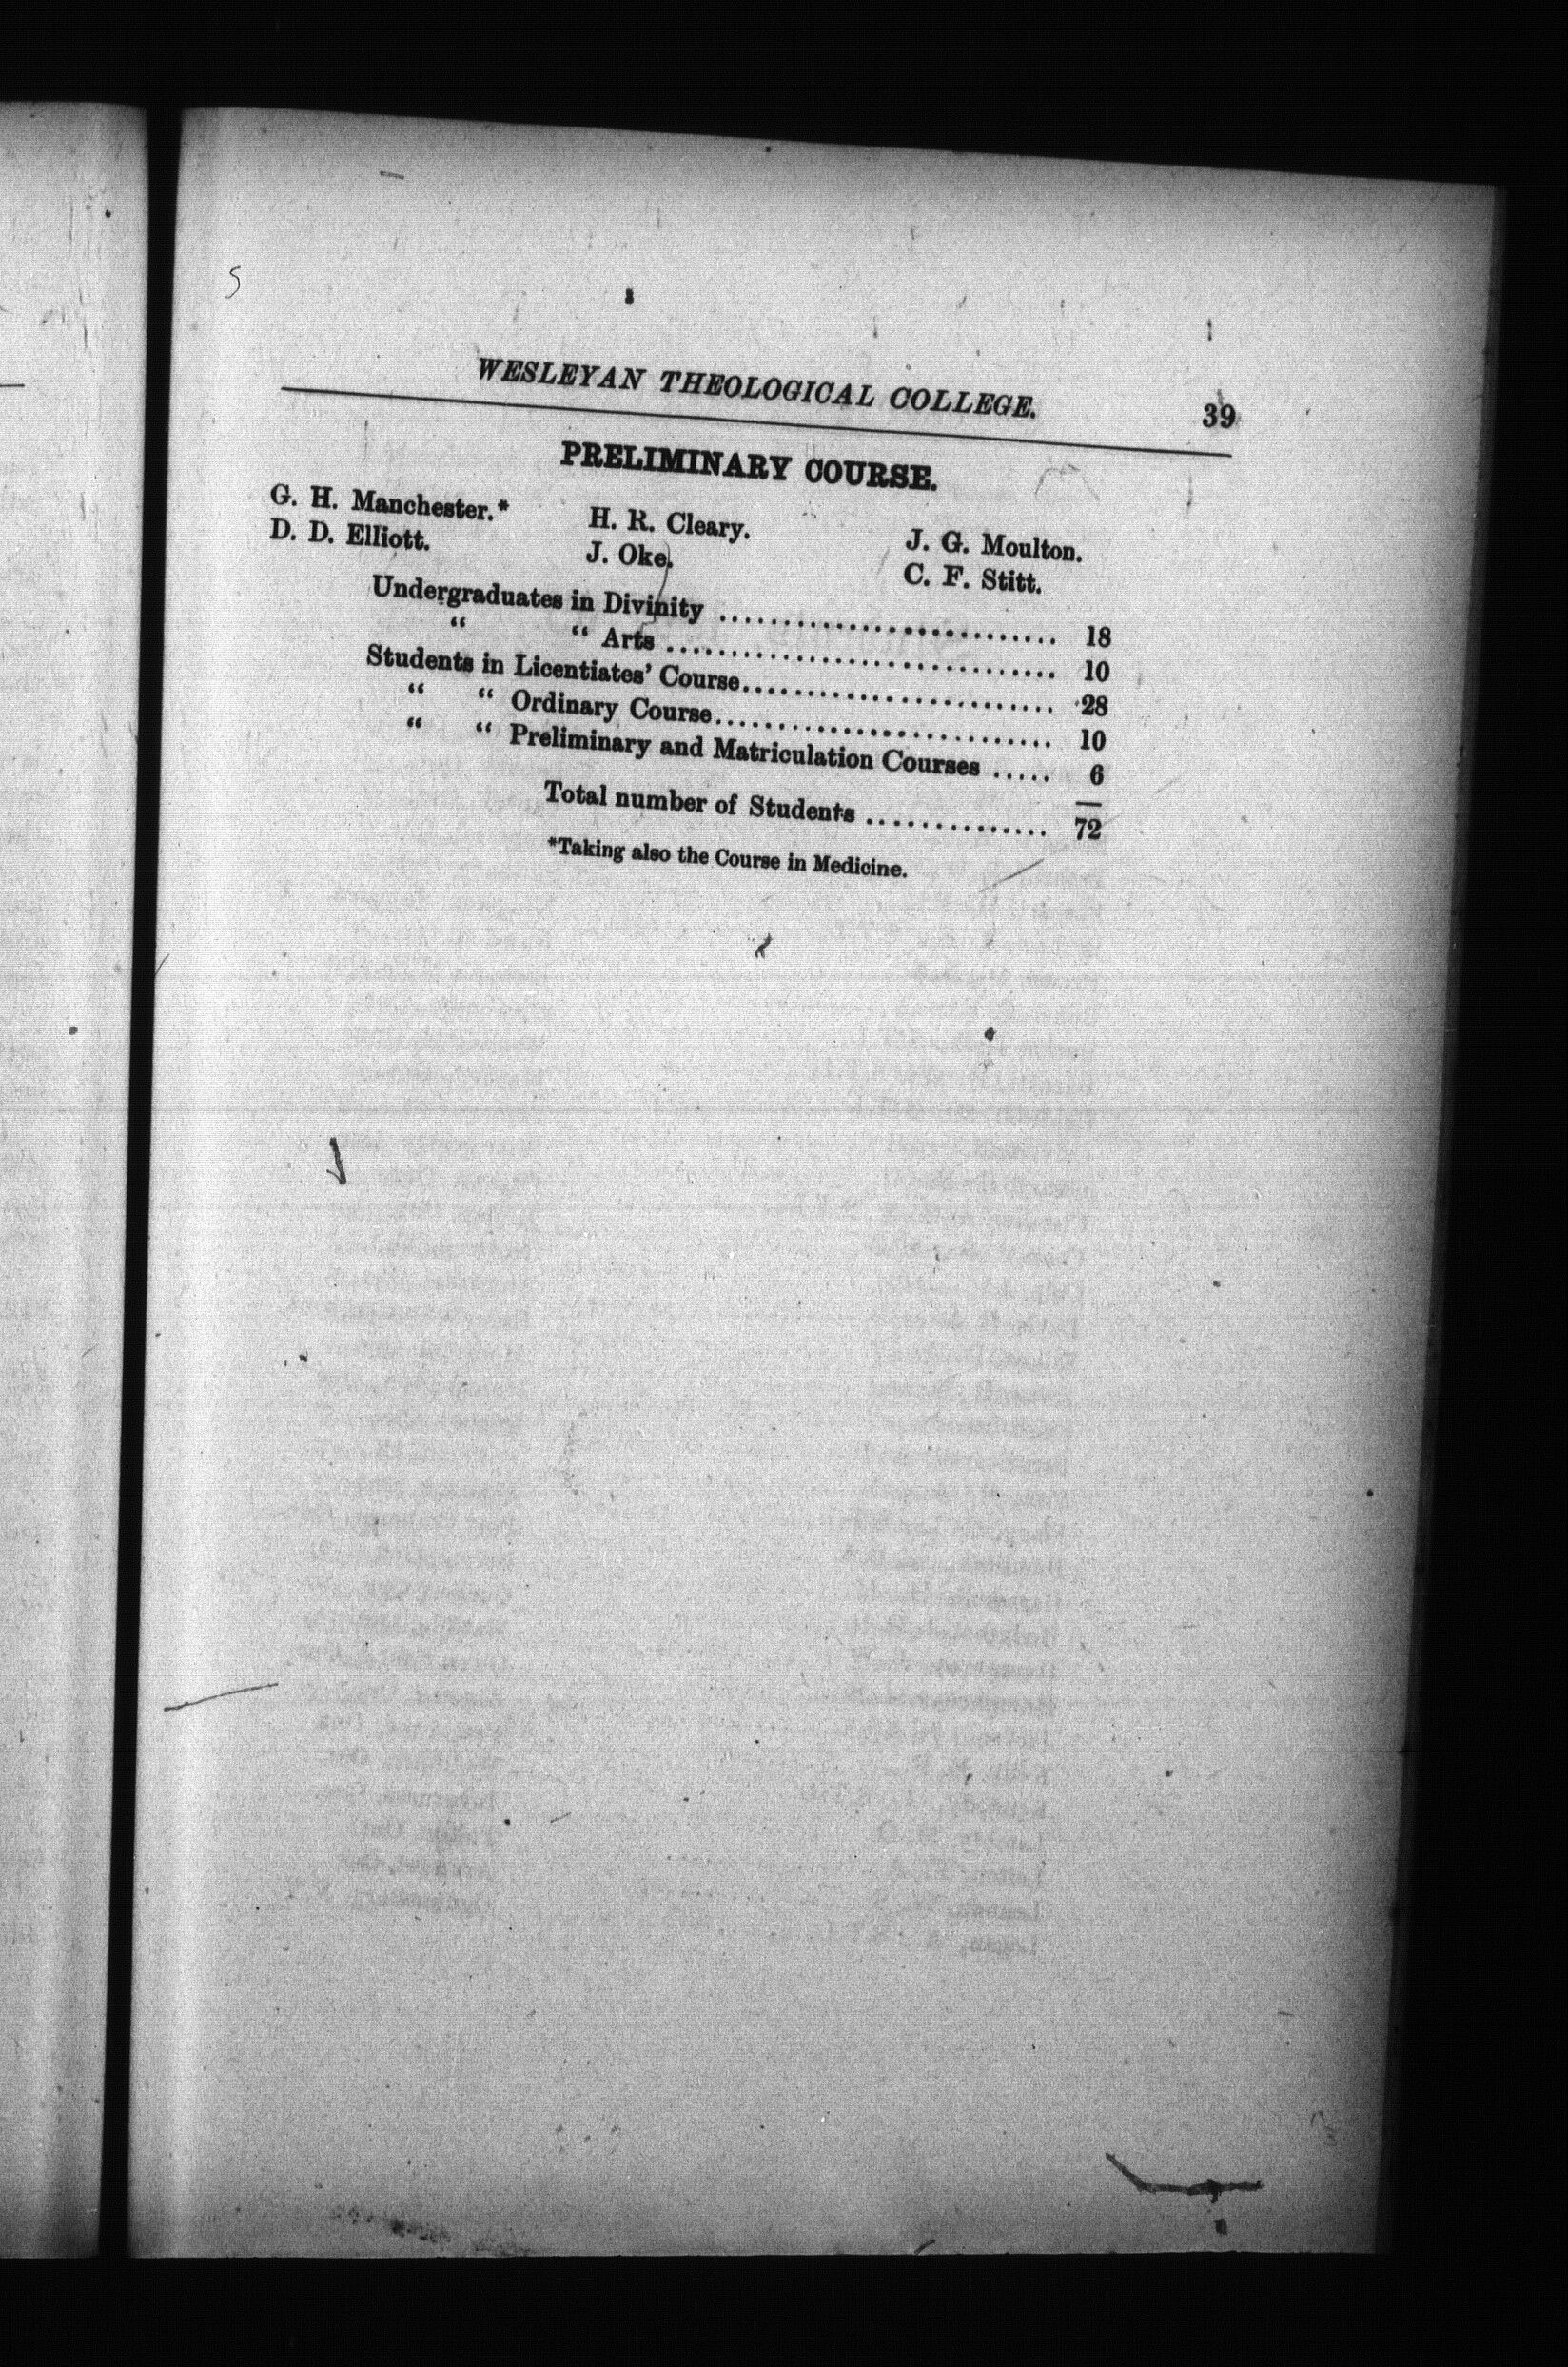 WESLEYAN THEOLOGICAL COLLEGE. 39
PRELIMINARY COURSE.
G. H. Manchester.* H. R. Cleary. J. G. Moulton.
D. D. Elliott. J. Oke. C. F. Stitt.
Undergraduates in Divinity .......................... 18
“ “ Arts .............................. 10
Students in Licentiates' Course........................ 28
“ “ Ordinary Course.......................... 10
“ “ Preliminary and Matriculation Courses ..... 6
Total number of Students .............. 72
*Taking also the Course in Medicine.